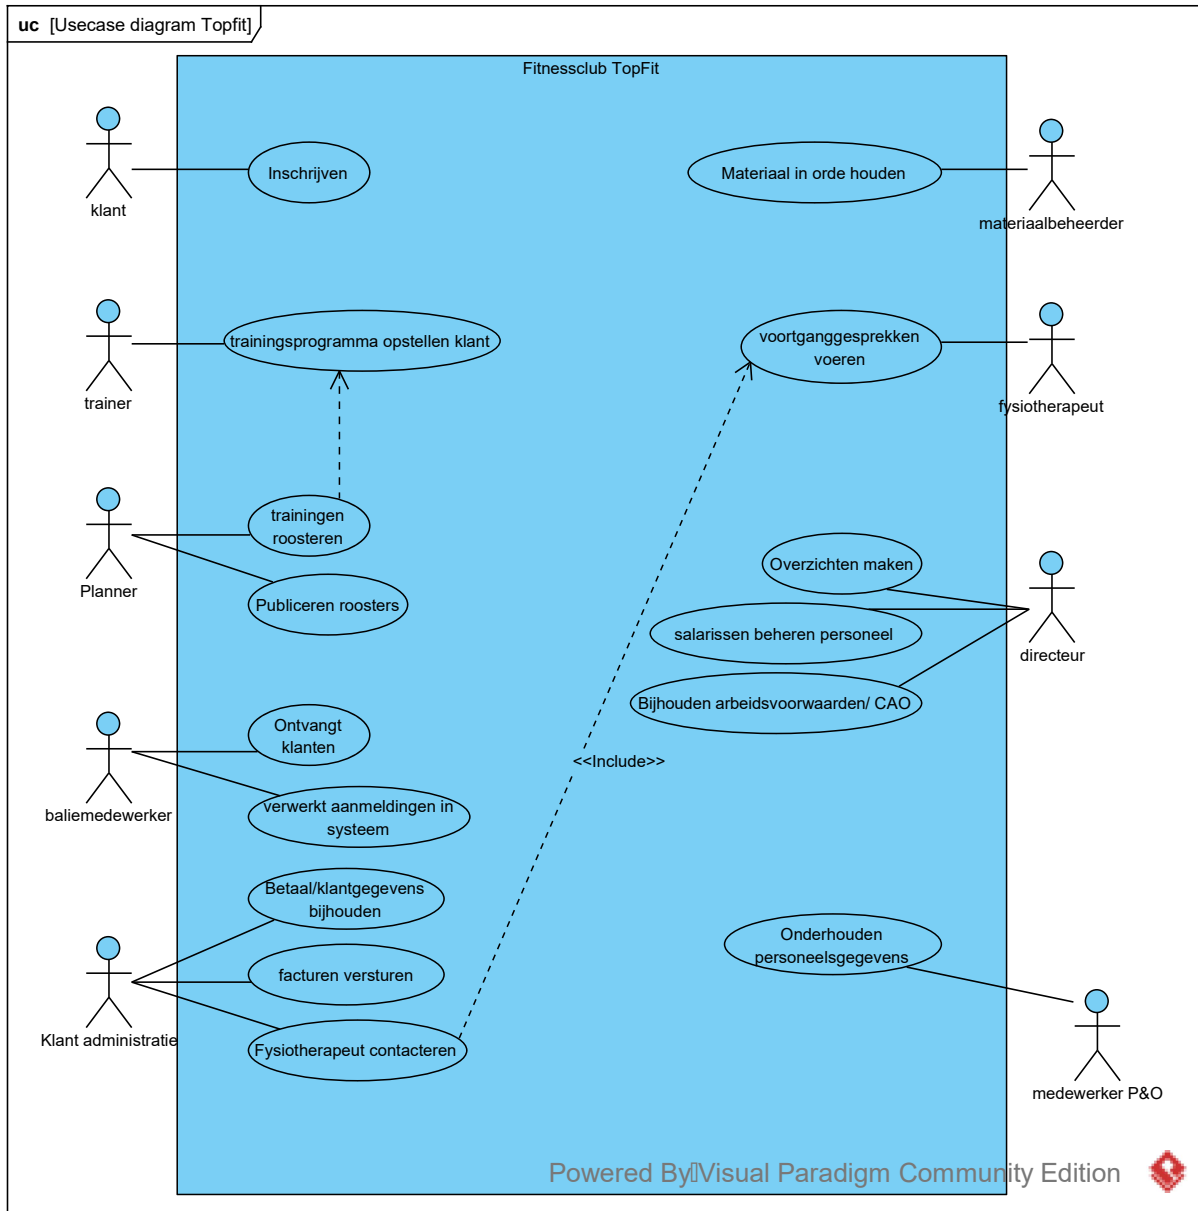 uc [Usecase diagram Topfit]
Fitnessclub TopFit
Inschrijven
klant
Materiaal in orde houden
materiaalbeheerder
trainingsprogramma opstellen klant
trainer
voortganggesprekken
voeren
fysiotherapeut
trainingen
roosteren
Planner
Publiceren roosters
Overzichten maken
salarissen beheren personeel
directeur
Bijhouden arbeidsvoorwaarden/ CAO
Ontvangt
klanten
<<Include>>
baliemedewerker
verwerkt aanmeldingen in
systeem
Betaal/klantgegevens
bijhouden
facturen versturen
Klant administratie
Fysiotherapeut contacteren
Onderhouden
personeelsgegevens
medewerker P&O
Powered By Visual Paradigm Community Edition